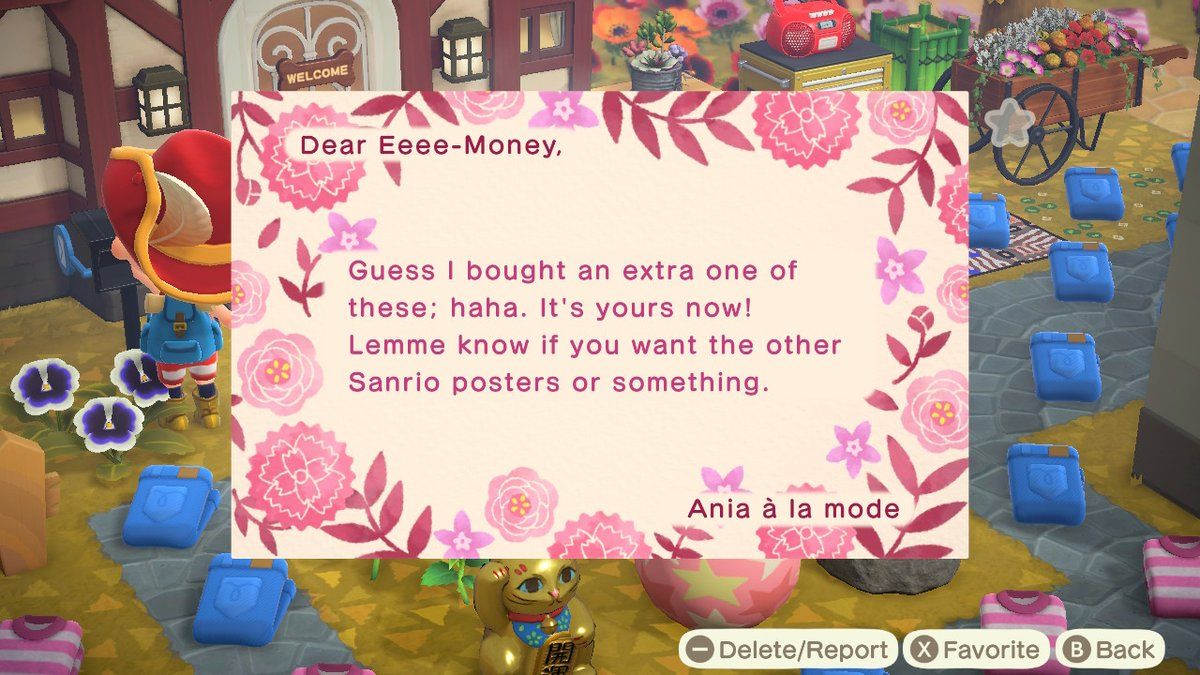 WELCOME
Dear Eeee-Money,
Guess I bought an extra one of
these; haha. It's yours now!
Lemme know if you want the other
Sanrio posters or something.
Ania à la mode
Delete/Report
X Favorite
B Back